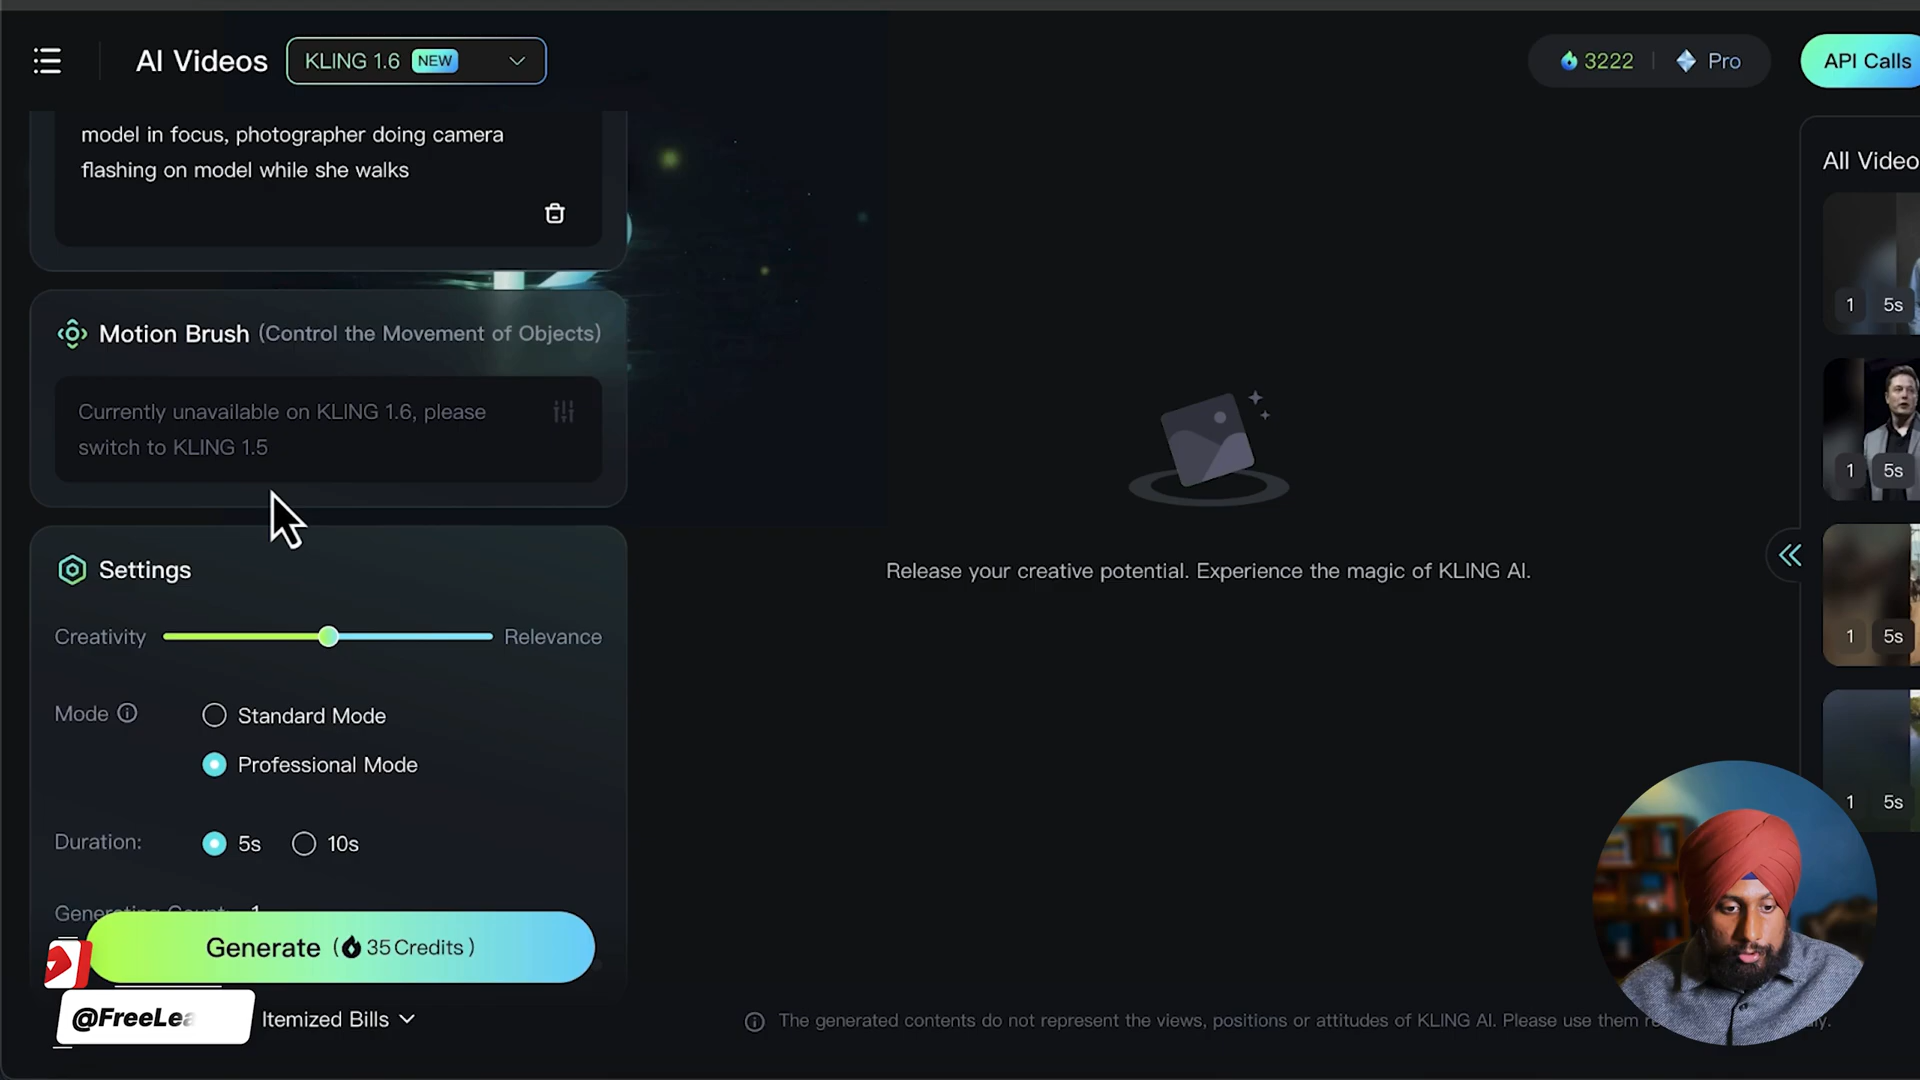 AI Videos KLING 1.6 NEW
3222 Pro API Calls
model in focus, photographer doing camera
flashing on model while she walks
Motion Brush (Control the Movement of Objects)
Currently unavailable on KLING 1.6, please
switch to KLING 1.5
Settings
Creativity Relevance
Mode Standard Mode
Professional Mode
Duration: 5s 10s
Generating Count: 1
Generate ( 35 Credits )
@FreeLea
Itemized Bills
Release your creative potential. Experience the magic of KLING AI.
The generated contents do not represent the views, positions or attitudes of KLING AI. Please use them
All Video
1 5s
1 5s
1 5s
1 5s